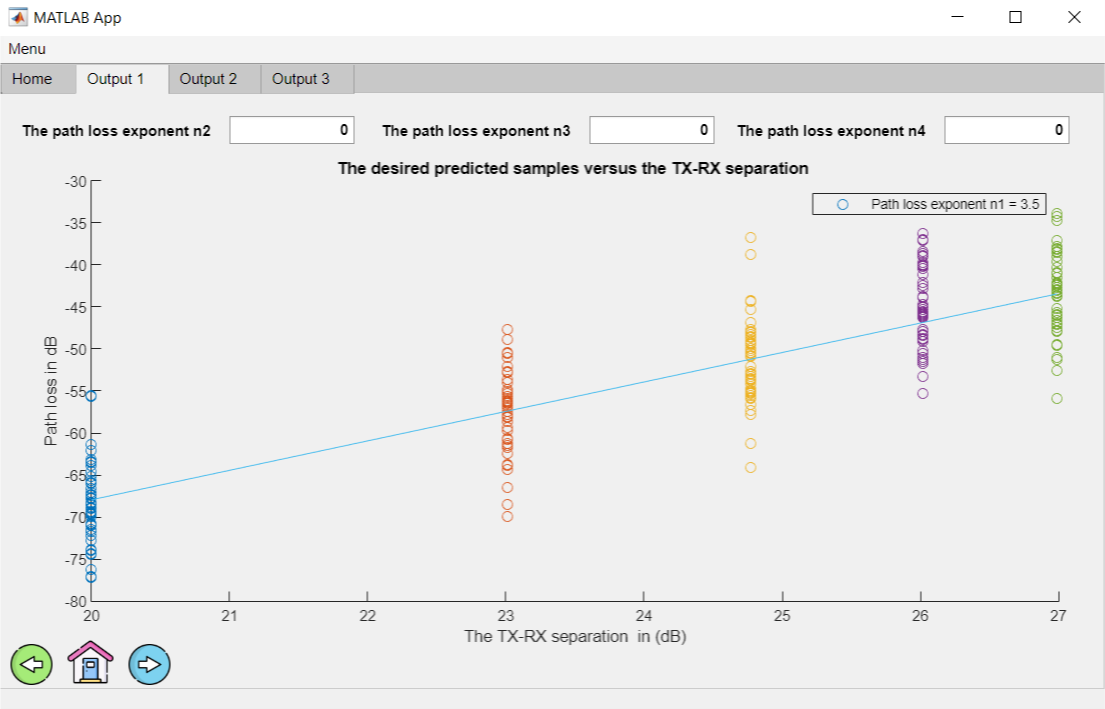 MATLAB App
Menu
Home Output 1 Output 2 Output 3
The path loss exponent n2 0 The path loss exponent n3 0 The path loss exponent n4 0
The desired predicted samples versus the TX-RX separation
Path loss exponent n1 = 3.5
Path loss in dB
-30
-35
-40
-45
-50
-55
-60
-65
-70
-75
-80
20 21 22 23 24 25 26 27
The TX-RX separation in (dB)